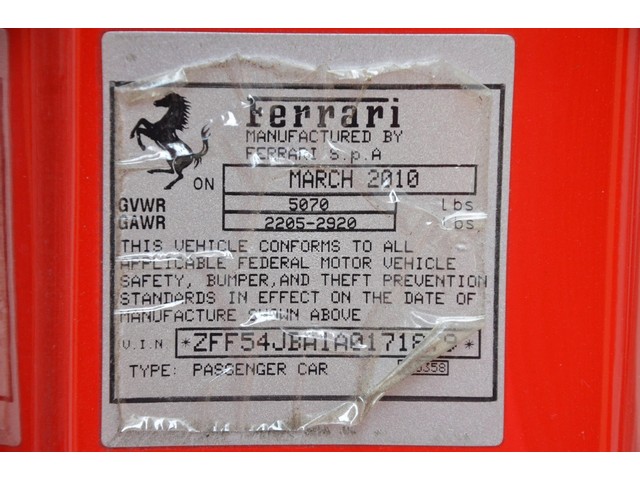 Ferrari
MANUFACTURED BY
FERRARI S.p.A
ON MARCH 2010
GVWR 5070 Lbs
GAWR 2205-2920 Lbs
THIS VEHICLE CONFORMS TO ALL
APPLICABLE FEDERAL MOTOR VEHICLE
SAFETY, BUMPER, AND THEFT PREVENTION
STANDARDS IN EFFECT ON THE DATE OF
MANUFACTURE SHOWN ABOVE
V.I.N
TYPE: PASSENGER CAR